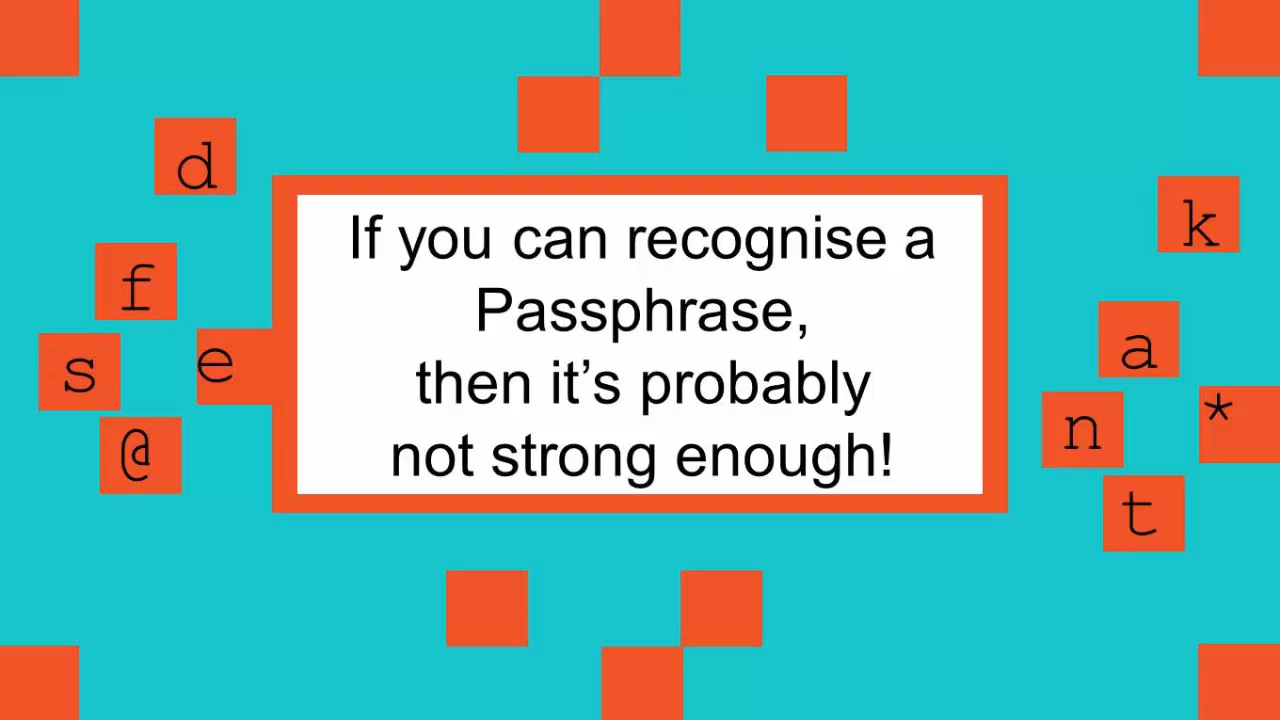 d
k
If you can recognise a
f
Passphrase,
a
s
e
then it's probably
n
*
@
not strong enough!
t